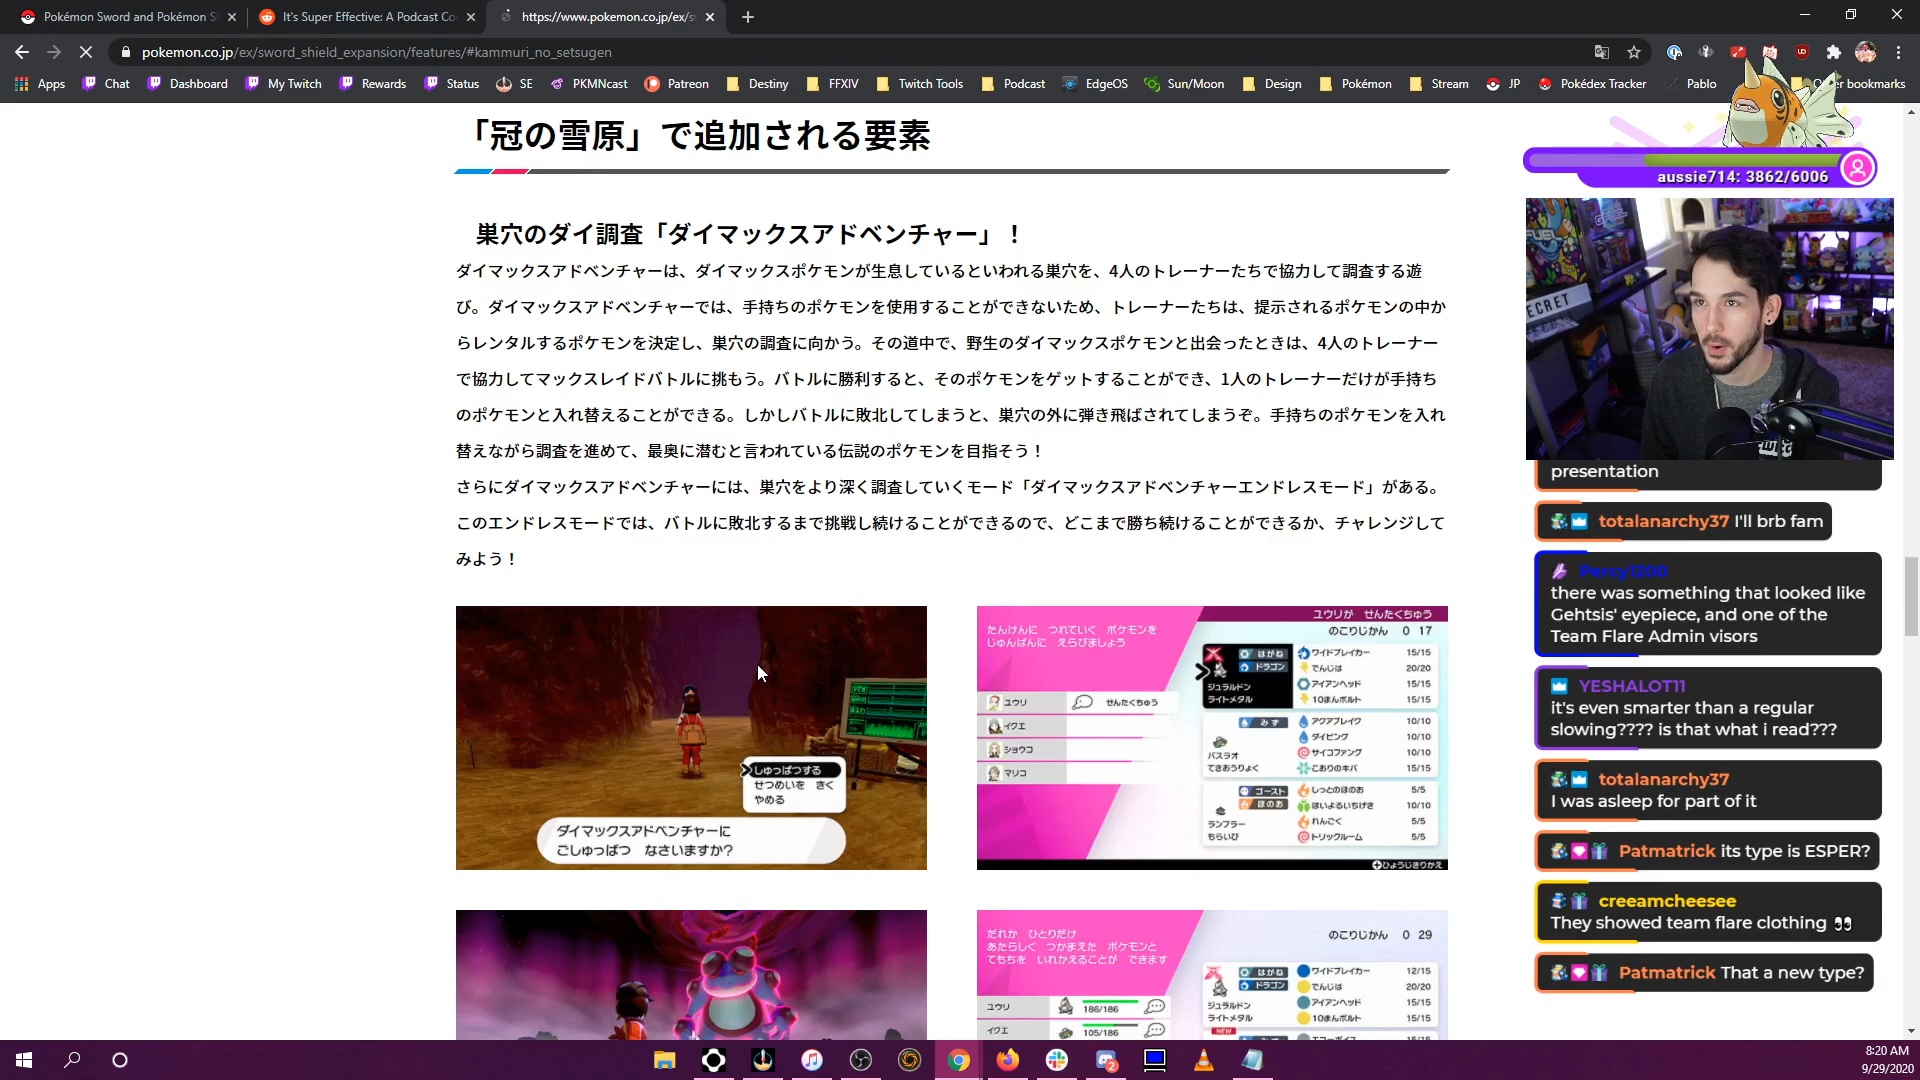 Pokémon Sword and Pokémon S
It's Super Effective: A Podcast Co
https://www.pokemon.co.jp/ex/s
pokemon.co.jp/ex/sword_shield_expansion/features/#kammuri_no_setsugen
Apps
Chat
Dashboard
My Twitch
Rewards
Status
SE
PKMNcast
Patreon
Destiny
FFXIV
Twitch Tools
Podcast
EdgeOS
Sun/Moon
Design
Pokémon
Stream
JP
Pokédex Tracker
Pablo
er bookmarks
「冠の雪原」で追加される要素
巣穴のダイ調査「ダイマックスアドベンチャー」！
ダイマックスアドベンチャーは、ダイマックスポケモンが生息しているといわれる巣穴を、4人のトレーナーたちで協力して調査する遊
び。ダイマックスアドベンチャーでは、手持ちのポケモンを使用することができないため、トレーナーたちは、提示されるポケモンの中か
らレンタルするポケモンを決定し、巣穴の調査に向かう。その道中で、野生のダイマックスポケモンと出会ったときは、4人のトレーナー
で協力してマックスレイドバトルに挑もう。バトルに勝利すると、そのポケモンをゲットすることができ、1人のトレーナーだけが手持ち
のポケモンと入れ替えることができる。しかしバトルに敗北してしまうと、巣穴の外に弾き飛ばされてしまうぞ。手持ちのポケモンを入れ
替えながら調査を進めて、最奥に潜むと言われている伝説のポケモンを目指そう！
さらにダイマックスアドベンチャーには、巣穴をより深く調査していくモード「ダイマックスアドベンチャーエンドレスモード」がある。
このエンドレスモードでは、バトルに敗北するまで挑戦し続けることができるので、どこまで勝ち続けることができるか、チャレンジして
みよう！
しゅっぱつする
せつめいを きく
やめる
ダイマックスアドベンチャーに
ごしゅっぱつ なさいますか?
ユウリが せんたくちゅう
のこりじかん 0 17
たんけんに つれていく ポケモンを
じゅんばんに えらびましょう
ユウリ せんたくちゅう
イクエ
ショウコ
マリコ
はがね ワイドブレイカー 15/15
ドラゴン でんじは 20/20
ジュラルドン アイアンヘッド 15/15
ライトメタル 10まんボルト 15/15
みず アクアブレイク 10/10
ダイビング 10/10
バスラオ サイコファング 10/10
てきおうりょく こおりのキバ 15/15
ゴースト しっとのほのお 5/5
ほのお はいよるいちげき 10/10
ランプラー れんごく 5/5
もらいび トリックルーム 5/5
ひょうじきりかえ
だれか ひとりだけ
あたらしく つかまえた ポケモンと
てもちを いれかえることが できます
のこりじかん 0 29
ユウリ 186/186
イクエ 105/186
はがね ワイドブレイカー 12/15
ドラゴン でんじは 20/20
ジュラルドン アイアンヘッド 15/15
ライトメタル 10まんボルト 15/15
NEW
aussie714: 3862/6006
ECRET
presentation
totalanarchy37 I'll brb fam
Percy1200
there was something that looked like
Gehtsis' eyepiece, and one of the
Team Flare Admin visors
YESHALOT11
it's even smarter than a regular
slowing???? is that what i read???
totalanarchy37
I was asleep for part of it
Patmatrick its type is ESPER?
creeamcheesee
They showed team flare clothing 👀
Patmatrick That a new type?
2
8:20 AM
9/29/2020